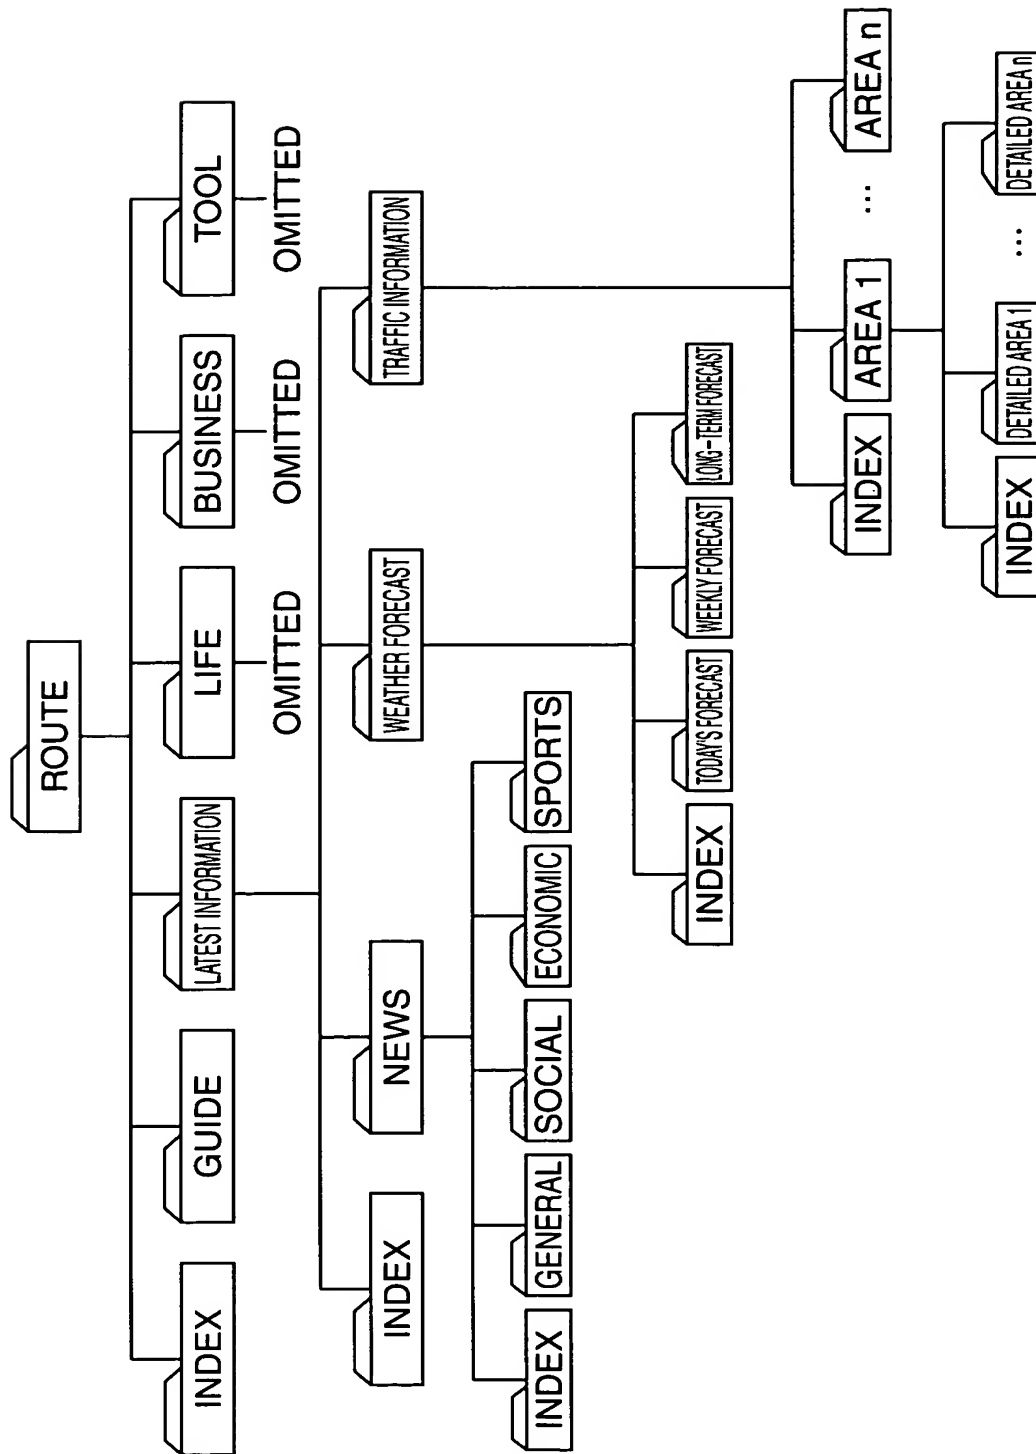 ROUTE
INDEX
GUIDE
LATEST INFORMATION
LIFE
BUSINESS
TOOL
OMITTED
OMITTED
OMITTED
INDEX
NEWS
WEATHER FORECAST
TRAFFIC INFORMATION
INDEX
GENERAL
SOCIAL
ECONOMIC
SPORTS
INDEX
TODAY'S FORECAST
WEEKLY FORECAST
LONG-TERM FORECAST
INDEX
AREA 1
...
AREA n
INDEX
DETAILED AREA 1
...
DETAILED AREA n